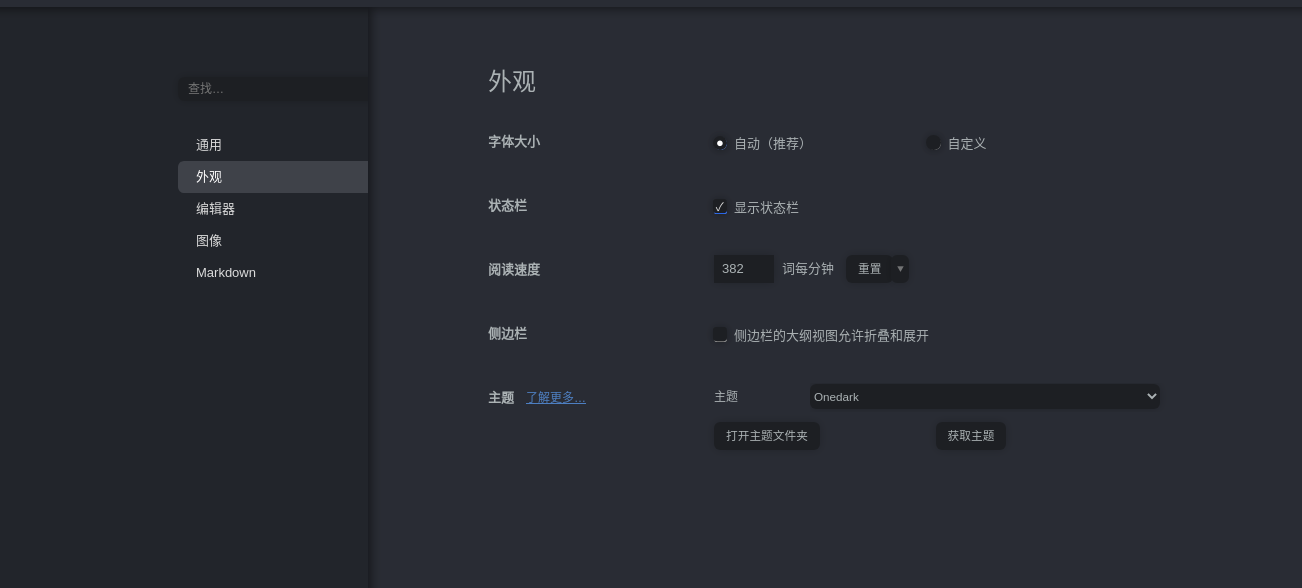 查找…
通用
外观
编辑器
图像
Markdown
外观
字体大小 自动（推荐） 自定义
状态栏 显示状态栏
阅读速度 382 词每分钟 重置
侧边栏 侧边栏的大纲视图允许折叠和展开
主题 了解更多… 主题 Onedark
打开主题文件夹 获取主题